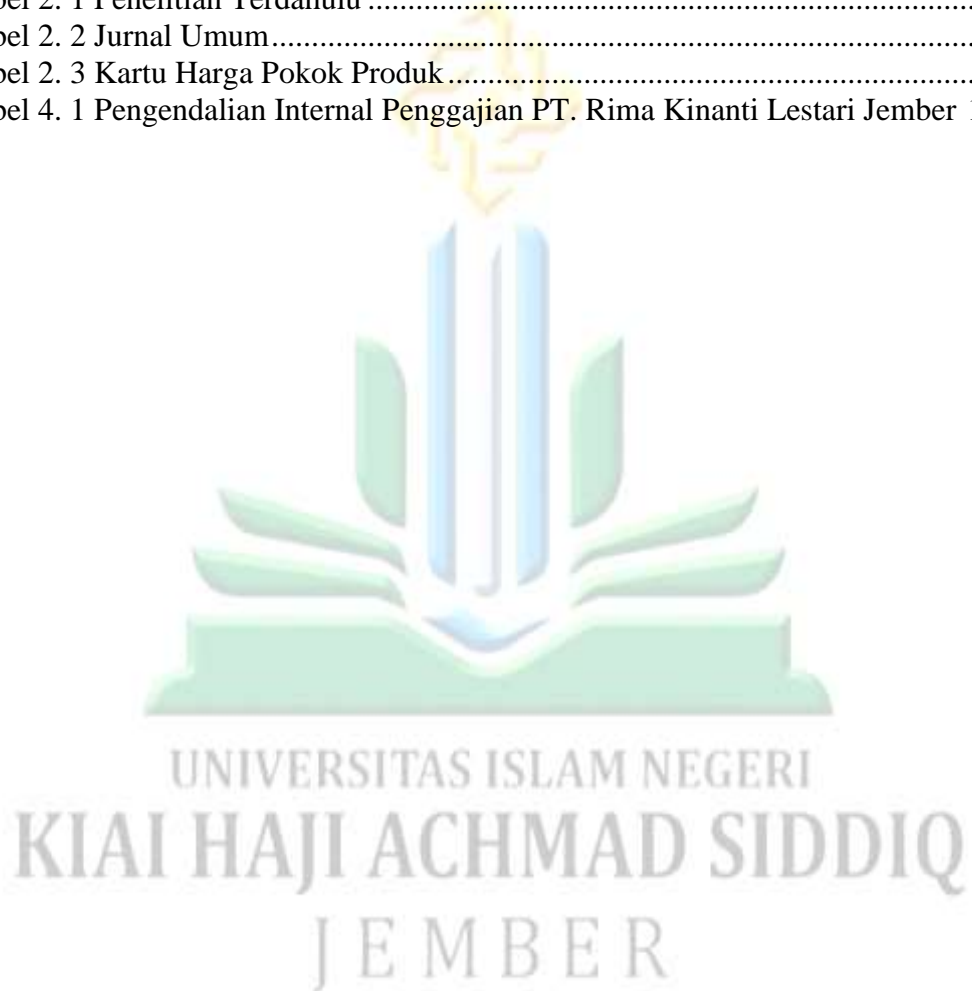 bel 2. 1 Penelitian Terdahulu ........................................................................
bel 2. 2 Jurnal Umum.......................................................................................
bel 2. 3 Kartu Harga Pokok Produk..................................................................
bel 4. 1 Pengendalian Internal Penggajian PT. Rima Kinanti Lestari Jember
UNIVERSITAS ISLAM NEGERI
KIAI HAJI ACHMAD SIDDIQ
JEMBER